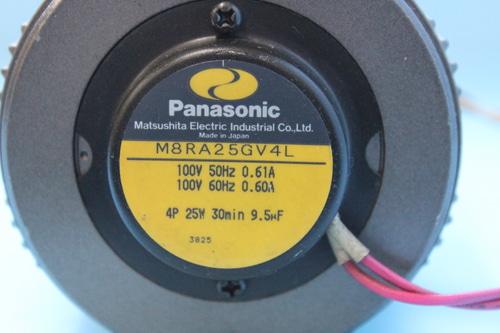 Panasonic
Matsushita Electric Industrial Co.,Ltd.
Made in Japan
M8RA25GV4L
100V 50Hz 0.61A
100V 60Hz 0.60A
4P 25W 30min 9.5μF
3825